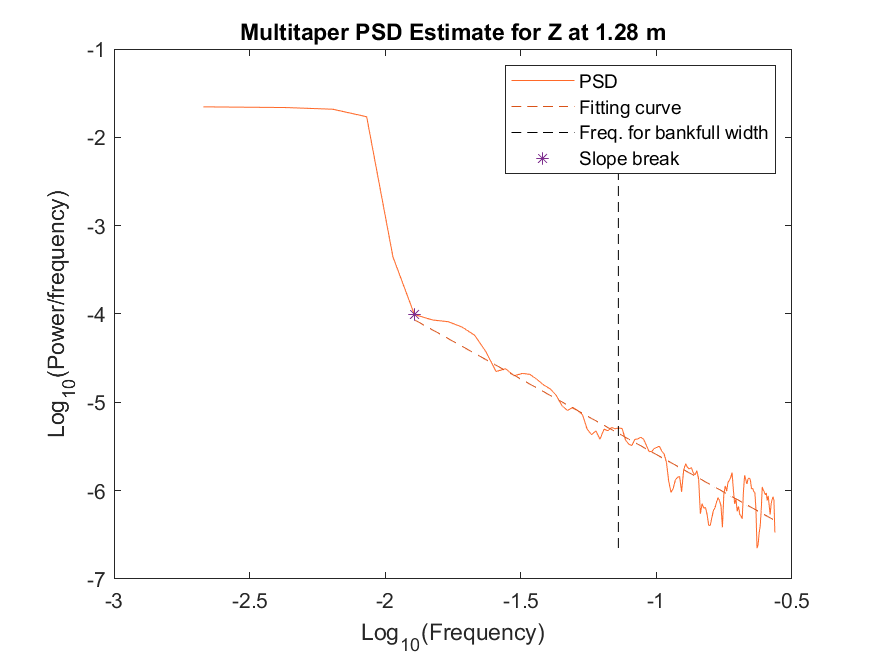 Multitaper PSD Estimate for Z at 1.28 m
-1
-2
-3
-4
-5
-6
-7
Log10(Power/frequency)
PSD
Fitting curve
Freq. for bankfull width
Slope break
-3
-2.5
-2
-1.5
-1
-0.5
Log10(Frequency)